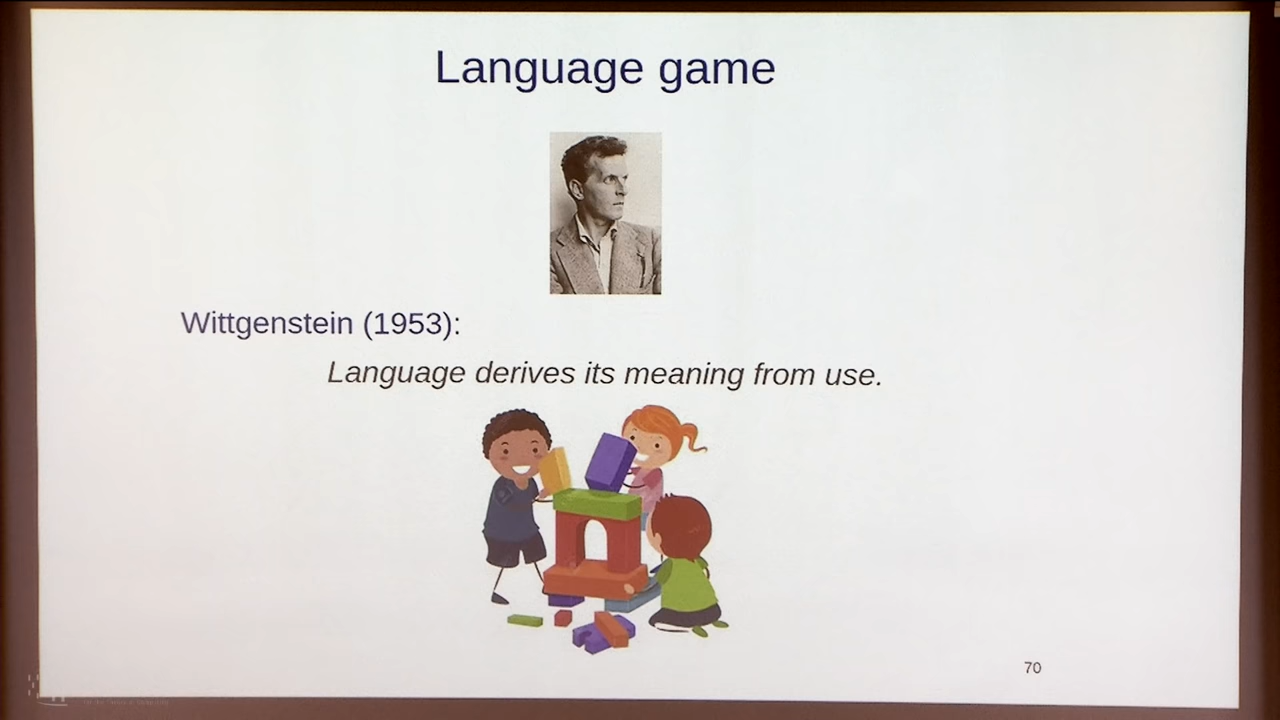 Language game
Wittgenstein (1953):
Language derives its meaning from use.
70